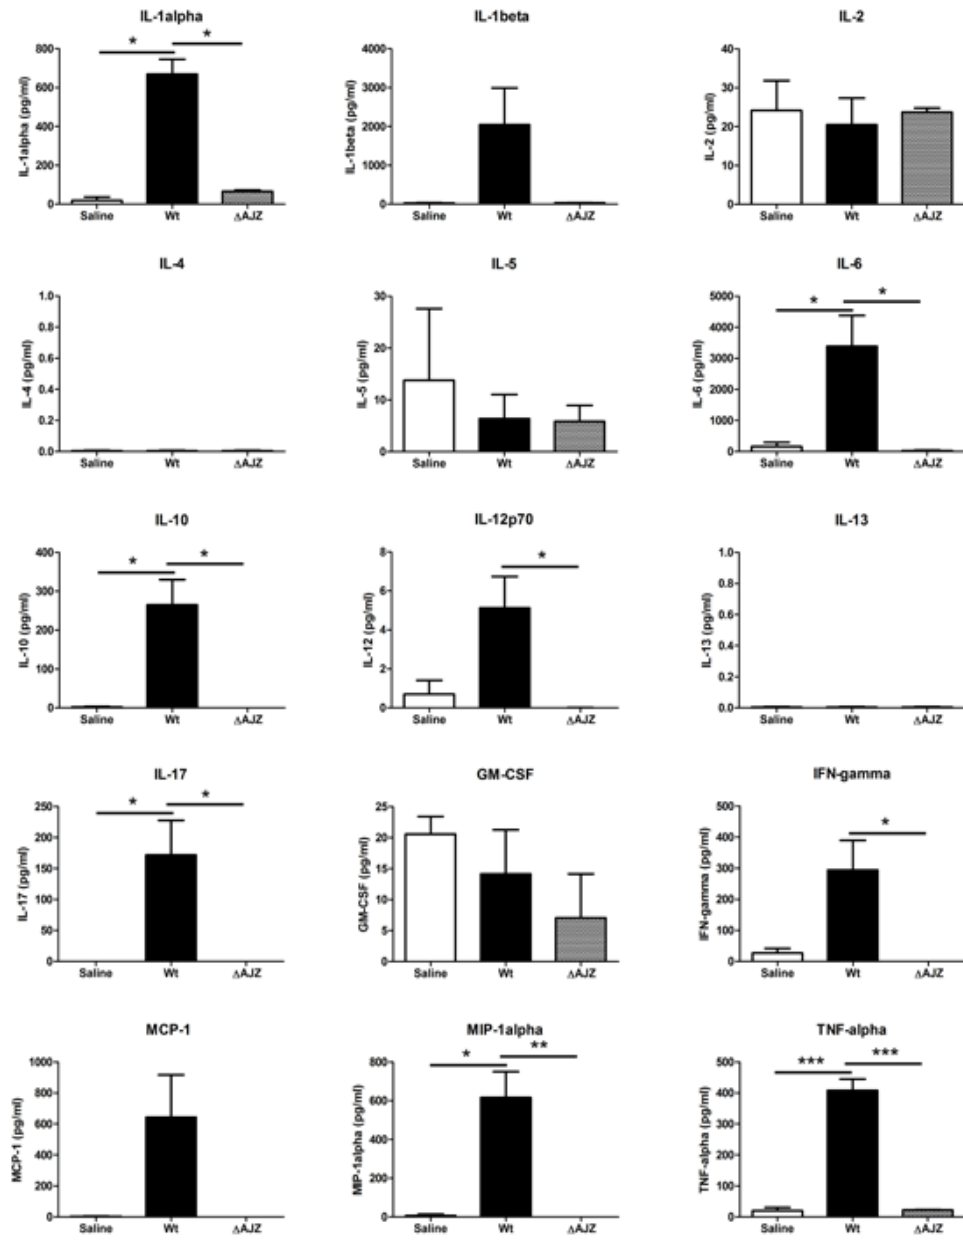 IL-1alpha
IL-1alpha (pg/ml)
800
600
400
200
0
* *
Saline Wt ΔAJZ
IL-1beta
IL-1beta (pg/ml)
4000
3000
2000
1000
0
Saline Wt ΔAJZ
IL-2
IL-2 (pg/ml)
40
30
20
10
0
Saline Wt ΔAJZ
IL-4
IL-4 (pg/ml)
1.0
0.8
0.6
0.4
0.2
0.0
Saline Wt ΔAJZ
IL-5
IL-5 (pg/ml)
30
20
10
0
Saline Wt ΔAJZ
IL-6
IL-6 (pg/ml)
5000
4000
3000
2000
1000
0
* *
Saline Wt ΔAJZ
IL-10
IL-10 (pg/ml)
400
300
200
100
0
* *
Saline Wt ΔAJZ
IL-12p70
IL-12 (pg/ml)
8
6
4
2
0
*
Saline Wt ΔAJZ
IL-13
IL-13 (pg/ml)
1.0
0.8
0.6
0.4
0.2
0.0
Saline Wt ΔAJZ
IL-17
IL-17 (pg/ml)
250
200
150
100
50
0
* *
Saline Wt ΔAJZ
GM-CSF
GM-CSF (pg/ml)
25
20
15
10
5
0
Saline Wt ΔAJZ
IFN-gamma
IFN-gamma (pg/ml)
500
400
300
200
100
0
*
Saline Wt ΔAJZ
MCP-1
MCP-1 (pg/ml)
1000
800
600
400
200
0
Saline Wt ΔAJZ
MIP-1alpha
MIP-1alpha (pg/ml)
800
600
400
200
0
* **
Saline Wt ΔAJZ
TNF-alpha
TNF-alpha (pg/ml)
500
400
300
200
100
0
*** ***
Saline Wt ΔAJZ